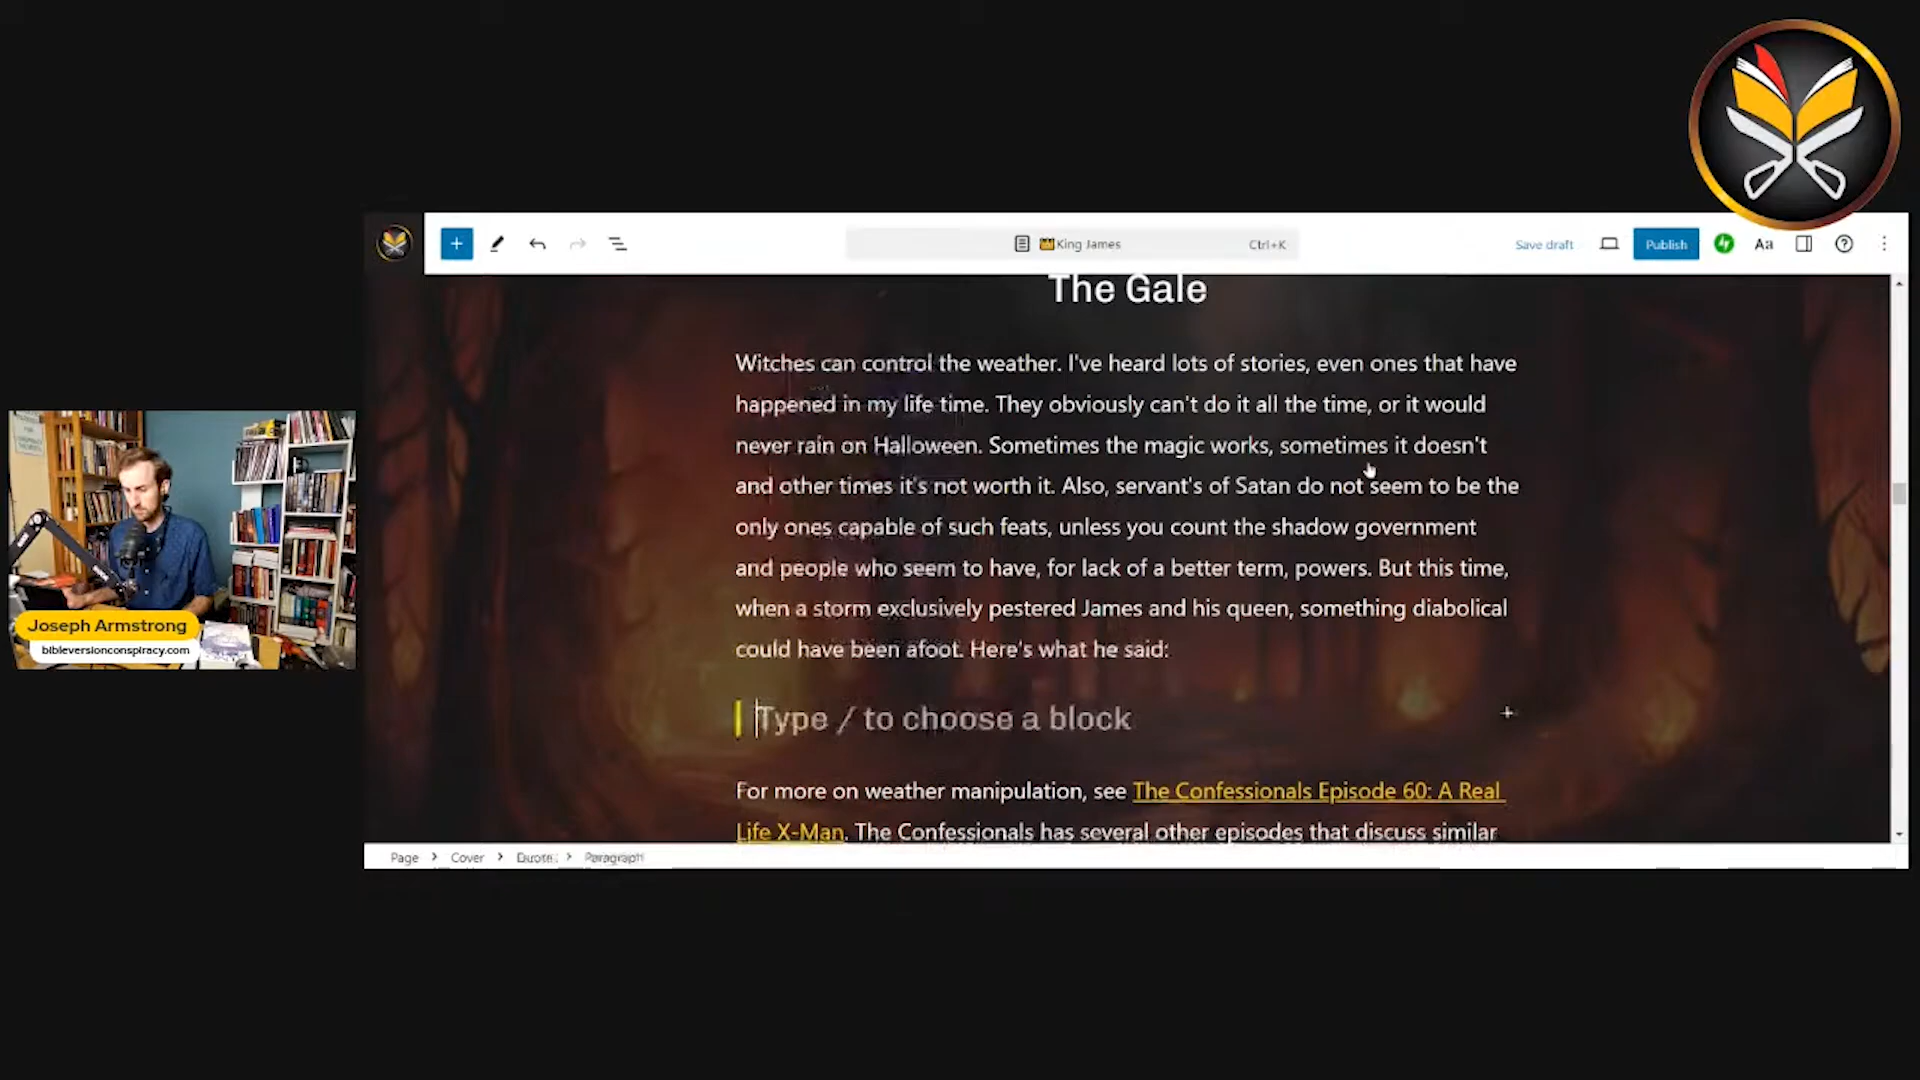 King James
Ctrl+K
Save draft
Publish
Aa
The Gale
Witches can control the weather. I've heard lots of stories, even ones that have
happened in my life time. They obviously can't do it all the time, or it would
never rain on Halloween. Sometimes the magic works, sometimes it doesn't
and other times it's not worth it. Also, servant's of Satan do not seem to be the
only ones capable of such feats, unless you count the shadow government
and people who seem to have, for lack of a better term, powers. But this time,
when a storm exclusively pestered James and his queen, something diabolical
could have been afoot. Here's what he said:
Type / to choose a block
For more on weather manipulation, see The Confessionals Episode 60: A Real
Life X-Man. The Confessionals has several other episodes that discuss similar
Page > Cover > > Paragraph
Joseph Armstrong
bibleversionconspiracy.com